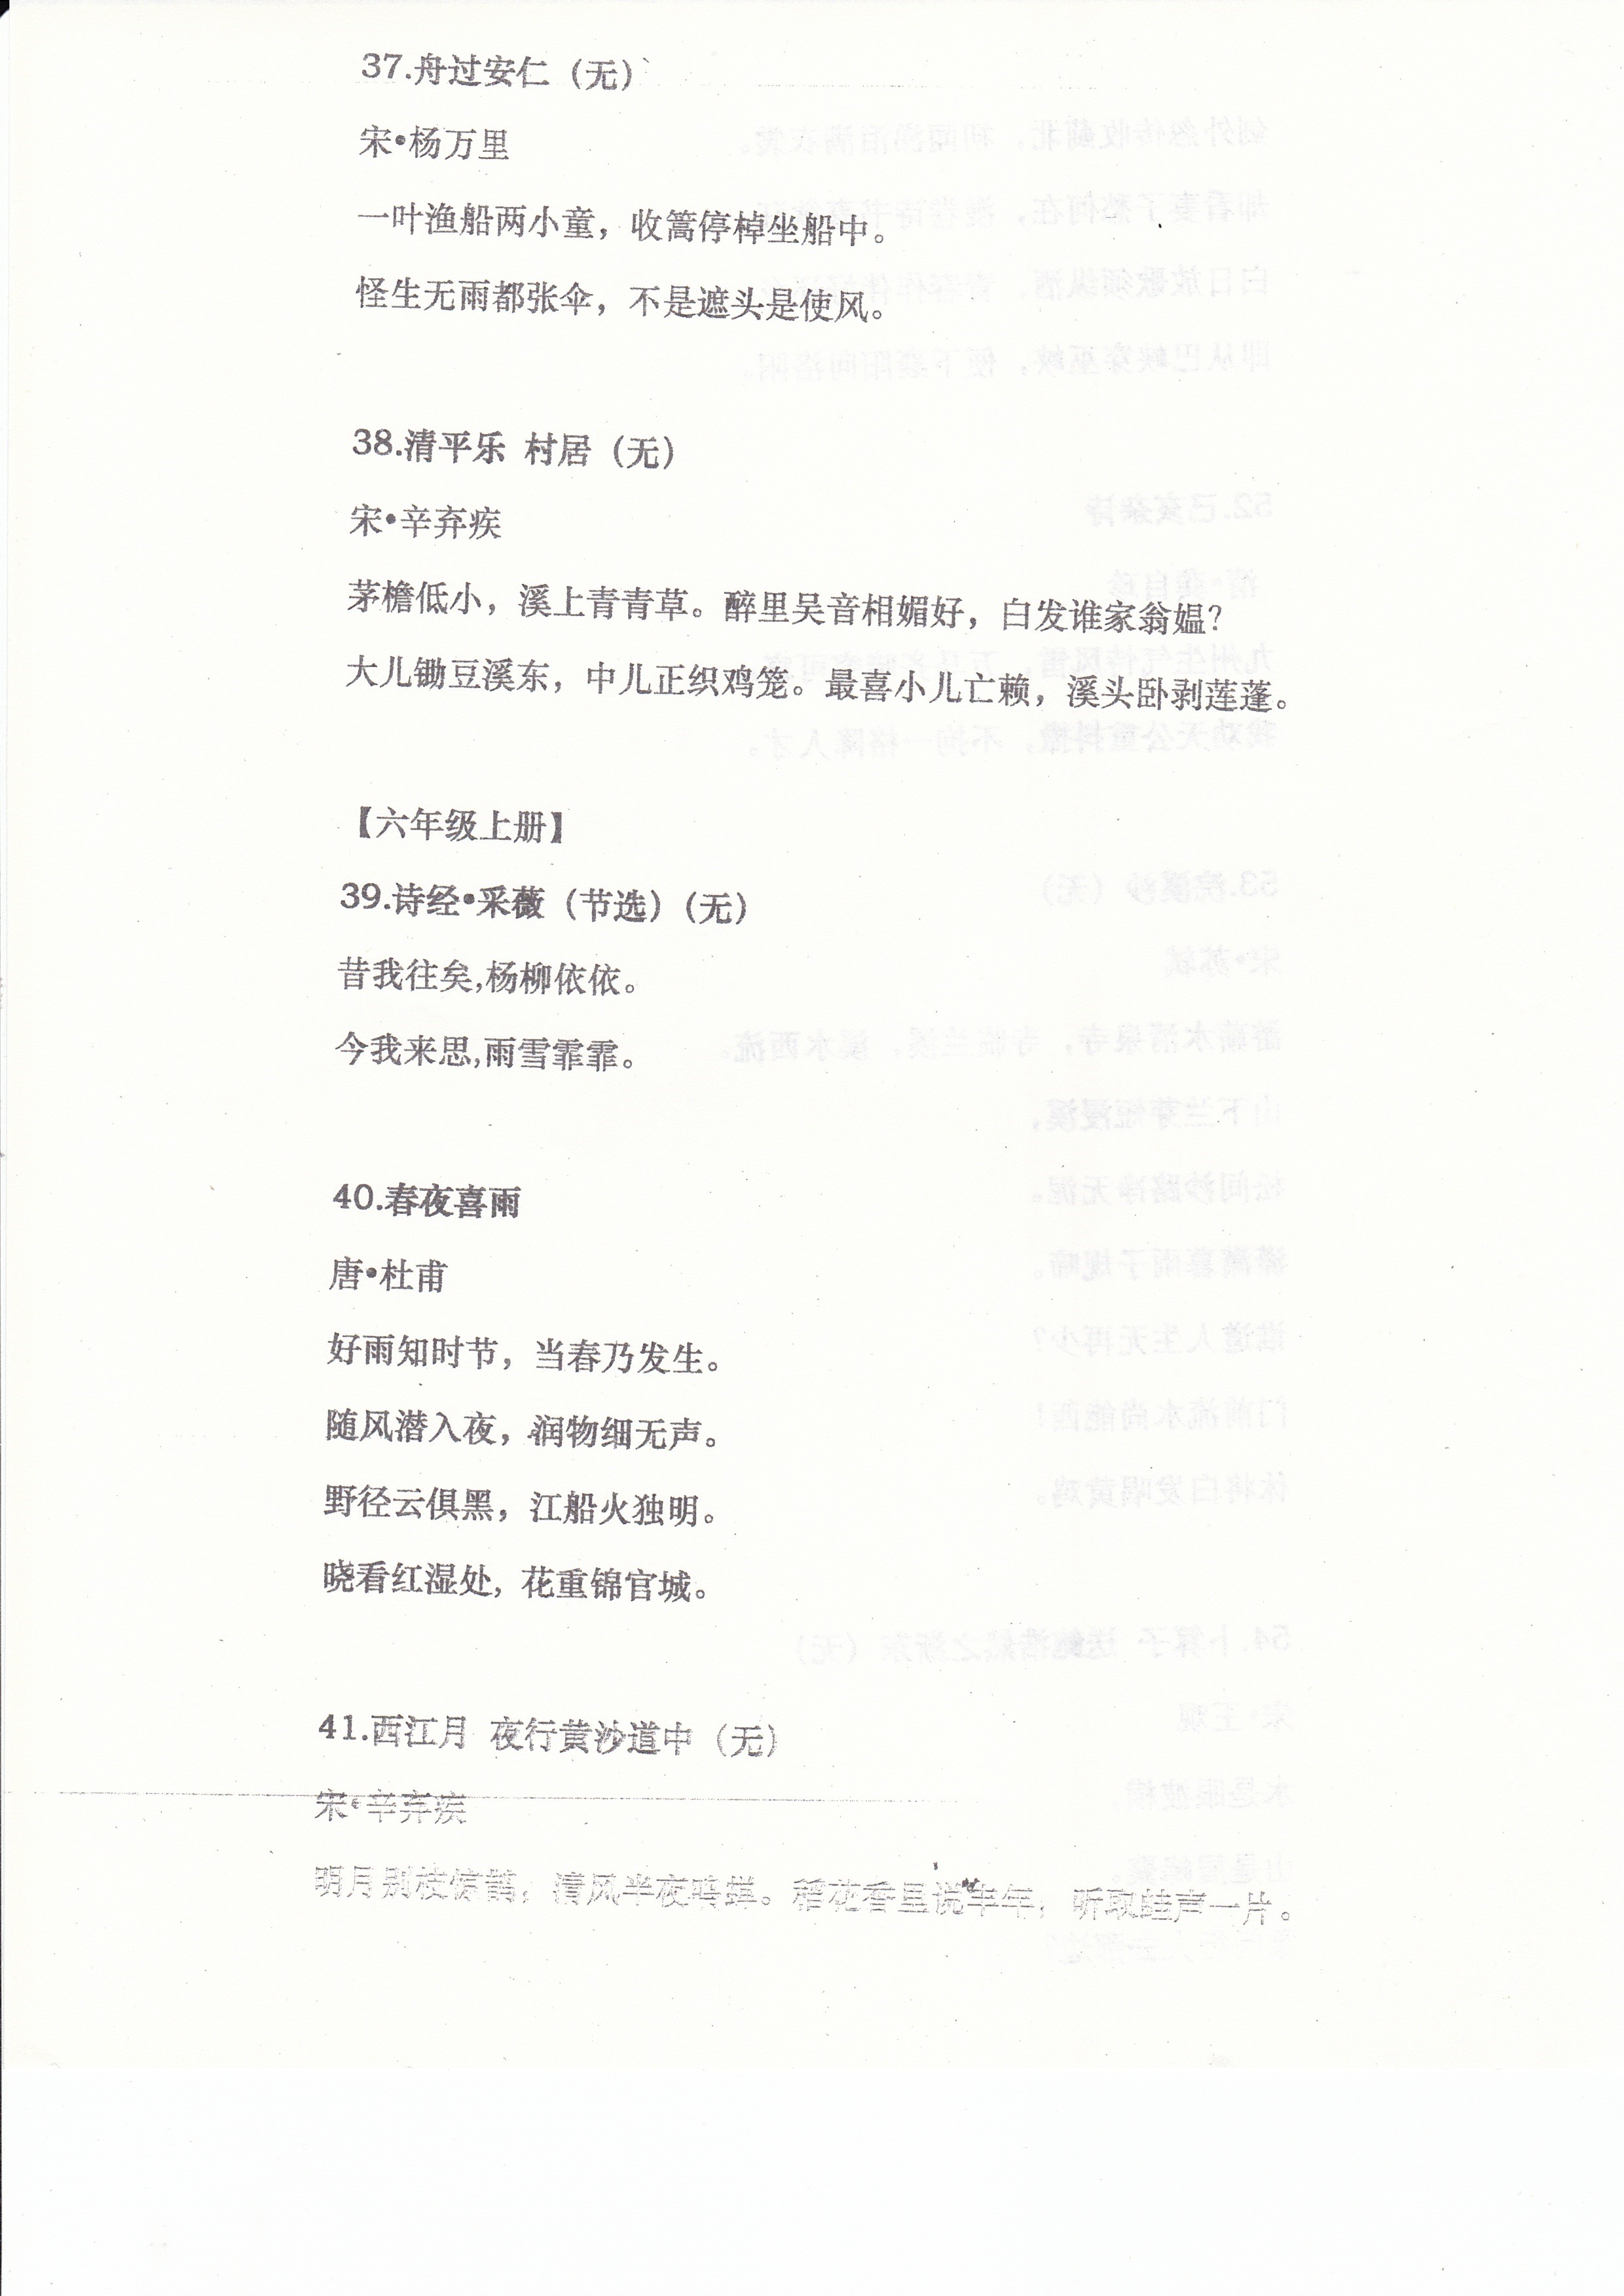 37.舟过安仁（无）
宋•杨万里
一叶渔船两小童，收篙停棹坐船中。
怪生无雨都张伞，不是遮头是使风。
38.清平乐 村居（无）
宋•辛弃疾
茅檐低小，溪上青青草。醉里吴音相媚好，白发谁家翁媪？
大儿锄豆溪东，中儿正织鸡笼。最喜小儿亡赖，溪头卧剥莲蓬。
【六年级上册】
39.诗经•采薇（节选）（无）
昔我往矣,杨柳依依。
今我来思,雨雪霏霏。
40.春夜喜雨
唐•杜甫
好雨知时节，当春乃发生。
随风潜入夜，润物细无声。
野径云俱黑，江船火独明。
晓看红湿处，花重锦官城。
41.西江月 夜行黄沙道中（无）
宋•辛弃疾
明月别枝惊鹊，清风半夜鸣蝉。稻花香里说丰年，听取蛙声一片。